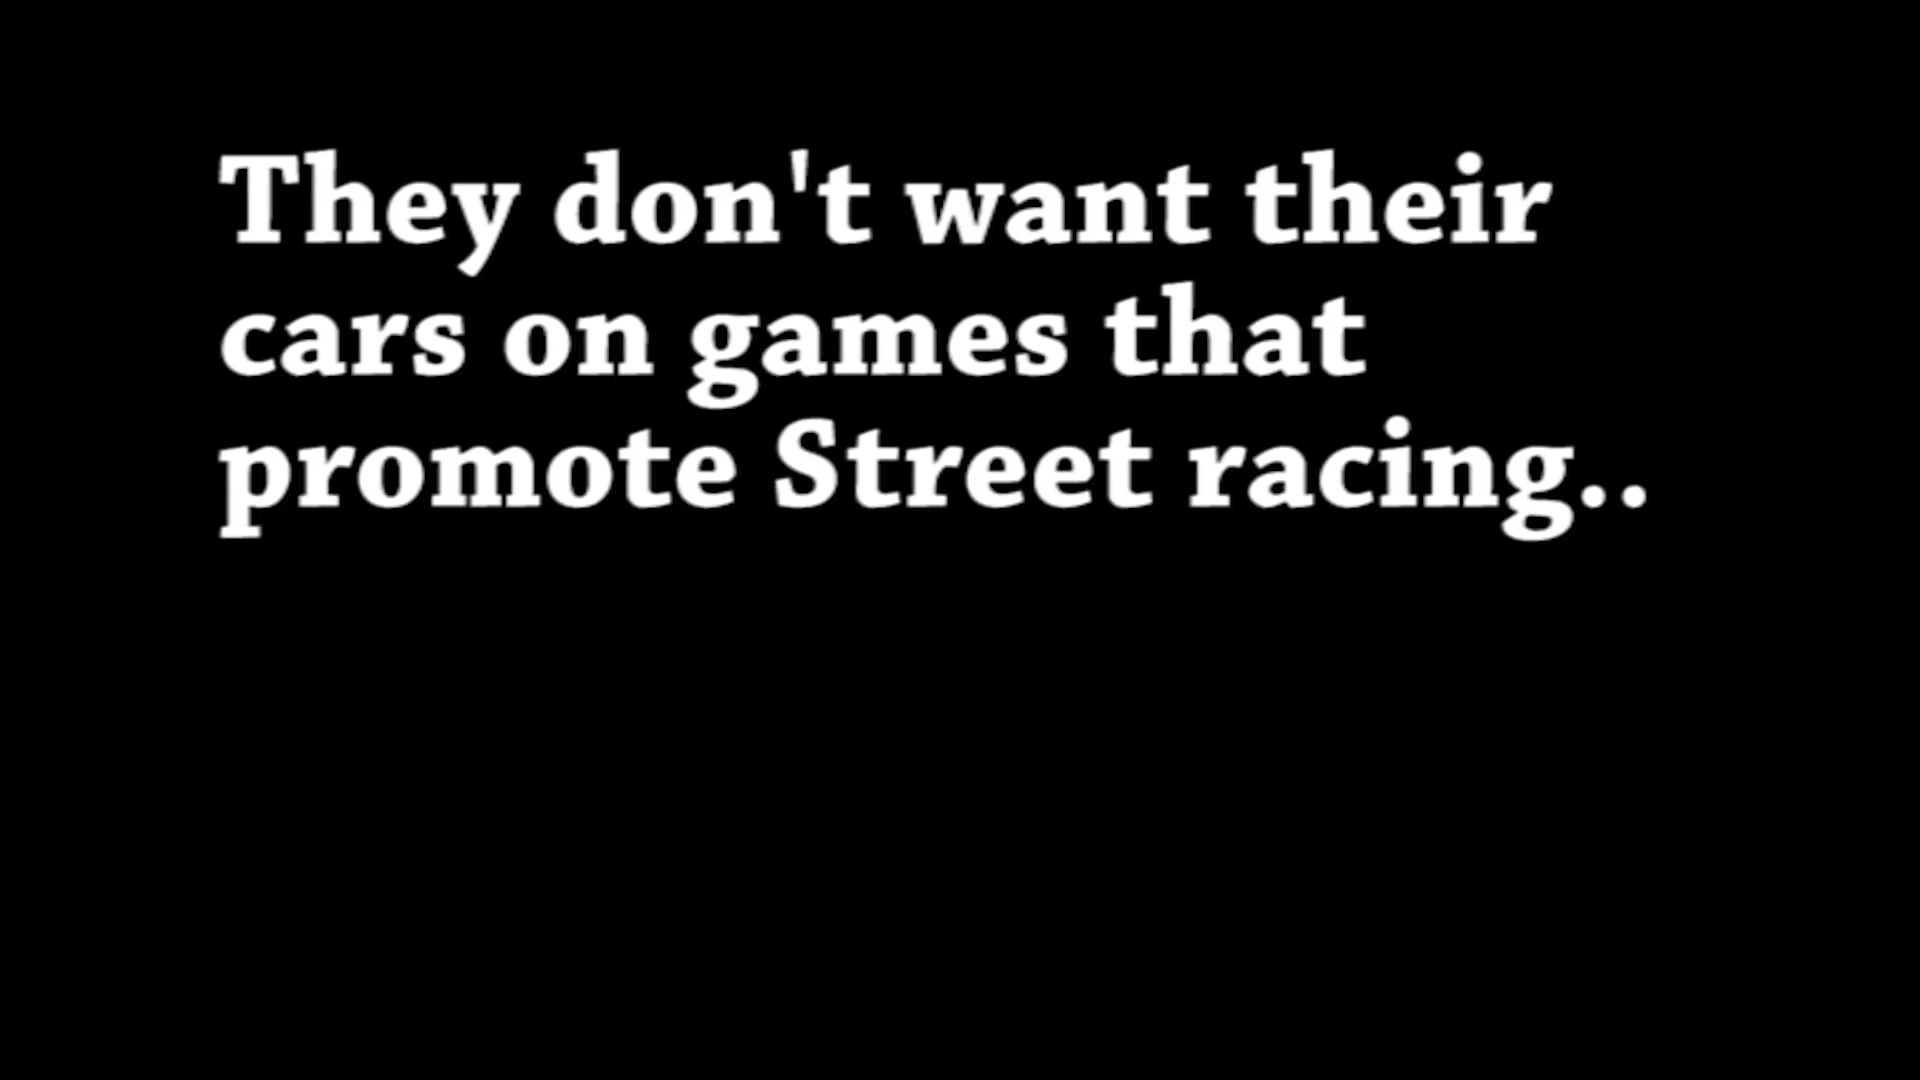 They don't want their
cars on games that
promote Street racing..